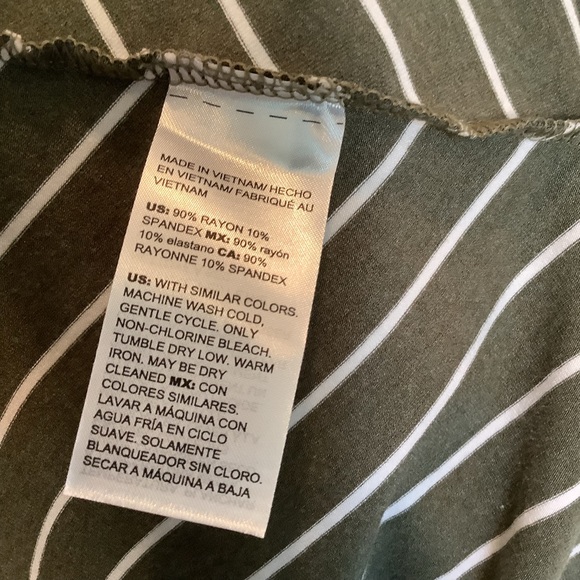 MADE IN VIETNAM/ HECHO
EN VIETNAM/ FABRIQUÉ AU
VIETNAM
US: 90% RAYON 10%
SPANDEX MX: 90% rayón
10% elastano CA: 90%
RAYONNE 10% SPANDEX
US: WITH SIMILAR COLORS.
MACHINE WASH COLD,
GENTLE CYCLE. ONLY
NON-CHLORINE BLEACH.
TUMBLE DRY LOW. WARM
IRON. MAY BE DRY
CLEANED MX: CON
COLORES SIMILARES.
LAVAR A MÁQUINA CON
AGUA FRÍA EN CICLO
SUAVE. SOLAMENTE
BLANQUEADOR SIN CLORO.
SECAR A MÁQUINA A BAJA